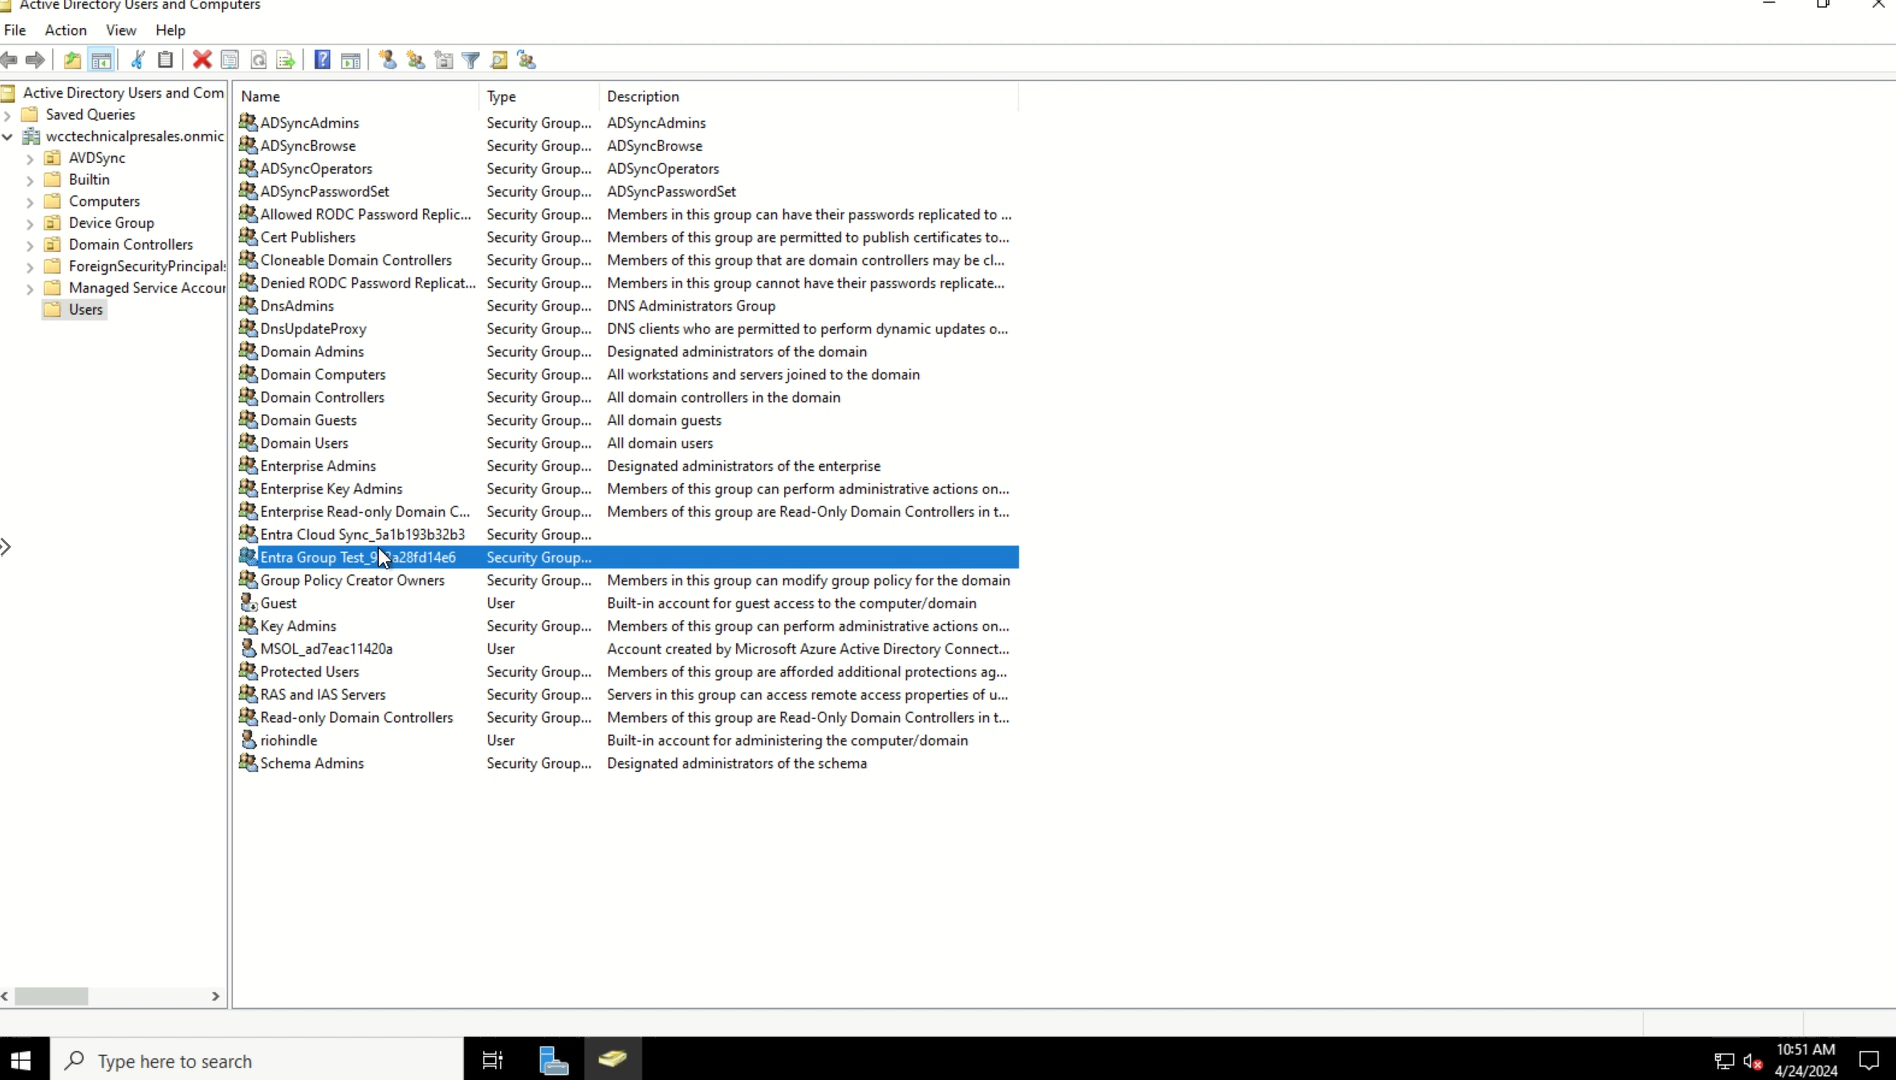 Active Directory Users and Computers
File Action View Help
Active Directory Users and Com
Saved Queries
wcctechnicalpresales.onmic
AVDSync
Builtin
Computers
Device Group
Domain Controllers
ForeignSecurityPrincipal
Managed Service Accou
Users
Name Type Description
ADSyncAdmins Security Group... ADSyncAdmins
ADSyncBrowse Security Group... ADSyncBrowse
ADSyncOperators Security Group... ADSyncOperators
ADSyncPasswordSet Security Group... ADSyncPasswordSet
Allowed RODC Password Replic... Security Group... Members in this group can have their passwords replicated to ...
Cert Publishers Security Group... Members of this group are permitted to publish certificates to...
Cloneable Domain Controllers Security Group... Members of this group that are domain controllers may be cl...
Denied RODC Password Replicat... Security Group... Members in this group cannot have their passwords replicate...
DnsAdmins Security Group... DNS Administrators Group
DnsUpdateProxy Security Group... DNS clients who are permitted to perform dynamic updates o...
Domain Admins Security Group... Designated administrators of the domain
Domain Computers Security Group... All workstations and servers joined to the domain
Domain Controllers Security Group... All domain controllers in the domain
Domain Guests Security Group... All domain guests
Domain Users Security Group... All domain users
Enterprise Admins Security Group... Designated administrators of the enterprise
Enterprise Key Admins Security Group... Members of this group can perform administrative actions on...
Enterprise Read-only Domain C... Security Group... Members of this group are Read-Only Domain Controllers in t...
Entra Cloud Sync_5a1b193b32b3 Security Group...
Entra Group Security Group...
Group Policy Creator Owners Security Group... Members in this group can modify group policy for the domain
Guest User Built-in account for guest access to the computer/domain
Key Admins Security Group... Members of this group can perform administrative actions on...
MSOL_ad7eac11420a User Account created by Microsoft Azure Active Directory Connect...
Protected Users Security Group... Members of this group are afforded additional protections ag...
RAS and IAS Servers Security Group... Servers in this group can access remote access properties of u...
Read-only Domain Controllers Security Group... Members of this group are Read-Only Domain Controllers in t...
riohindle User Built-in account for administering the computer/domain
Schema Admins Security Group... Designated administrators of the schema
Type here to search
10:51 AM
4/24/2024